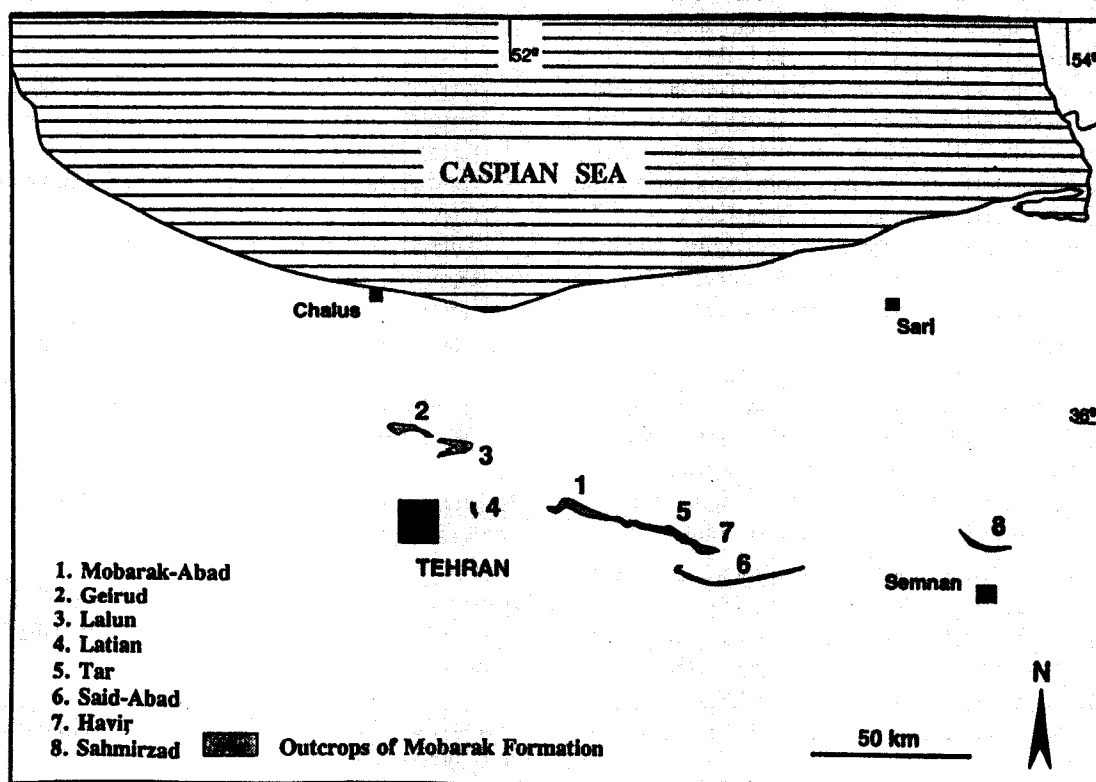 52°
54°
CASPIAN SEA
Chalus
Sari
2
36°
3
1
4
5
8
7
TEHRAN
6
Semnan
1. Mobarak-Abad
2. Geirud
3. Lalun
4. Latian
5. Tar
6. Said-Abad
7. Havir
8. Sahmirzad
Outcrops of Mobarak Formation
50 km
N